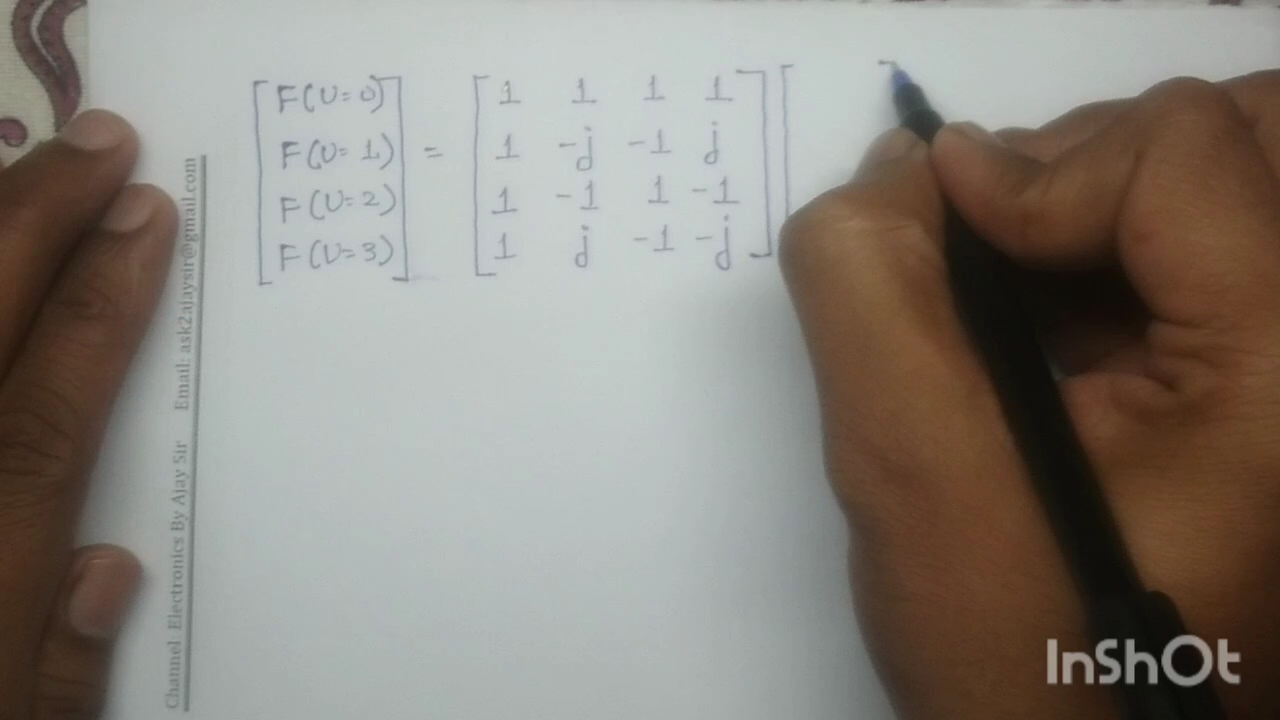 F(U=0) 1 1 1 1
F(U=1) = 1 -j -1 j
F(U=2) 1 -1 1 -1
F(U=3) 1 j -1 -j
Channel: Electronics By Ajay Sir Email: ask2ajaysir@gmail.com
InShOt